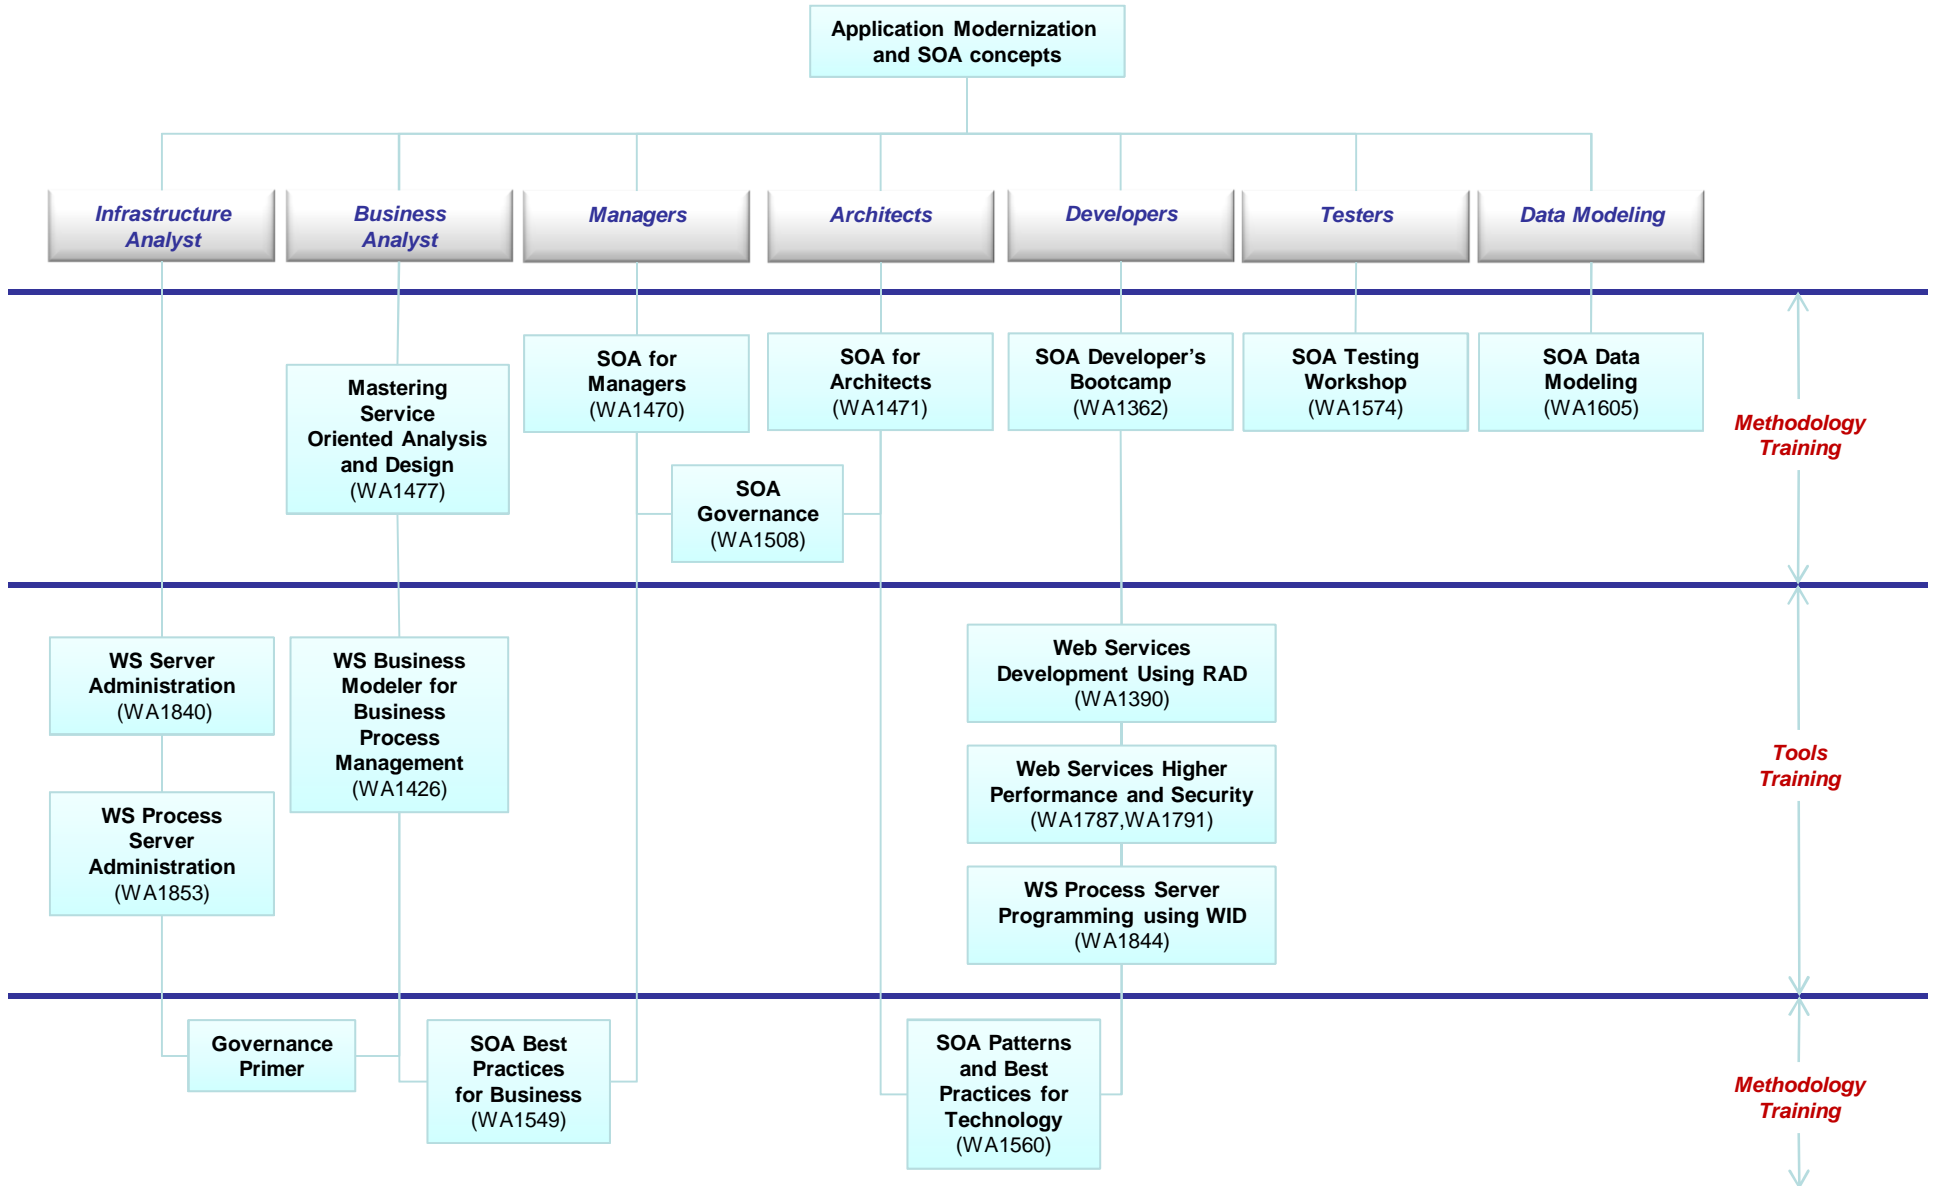 Application Modernization
and SOA concepts
Infrastructure
Analyst
Business
Analyst
Managers
Architects
Developers
Testers
Data Modeling
Mastering
Service
Oriented Analysis
and Design
(WA1477)
SOA for
Managers
(WA1470)
SOA for
Architects
(WA1471)
SOA Developer's
Bootcamp
(WA1362)
SOA Testing
Workshop
(WA1574)
SOA Data
Modeling
(WA1605)
Methodology
Training
SOA
Governance
(WA1508)
WS Server
Administration
(WA1840)
WS Process
Server
Administration
(WA1853)
WS Business
Modeler for
Business
Process
Management
(WA1426)
Web Services
Development Using RAD
(WA1390)
Web Services Higher
Performance and Security
(WA1787,WA1791)
WS Process Server
Programming using WID
(WA1844)
Tools
Training
Governance
Primer
SOA Best
Practices
for Business
(WA1549)
SOA Patterns
and Best
Practices for
Technology
(WA1560)
Methodology
Training